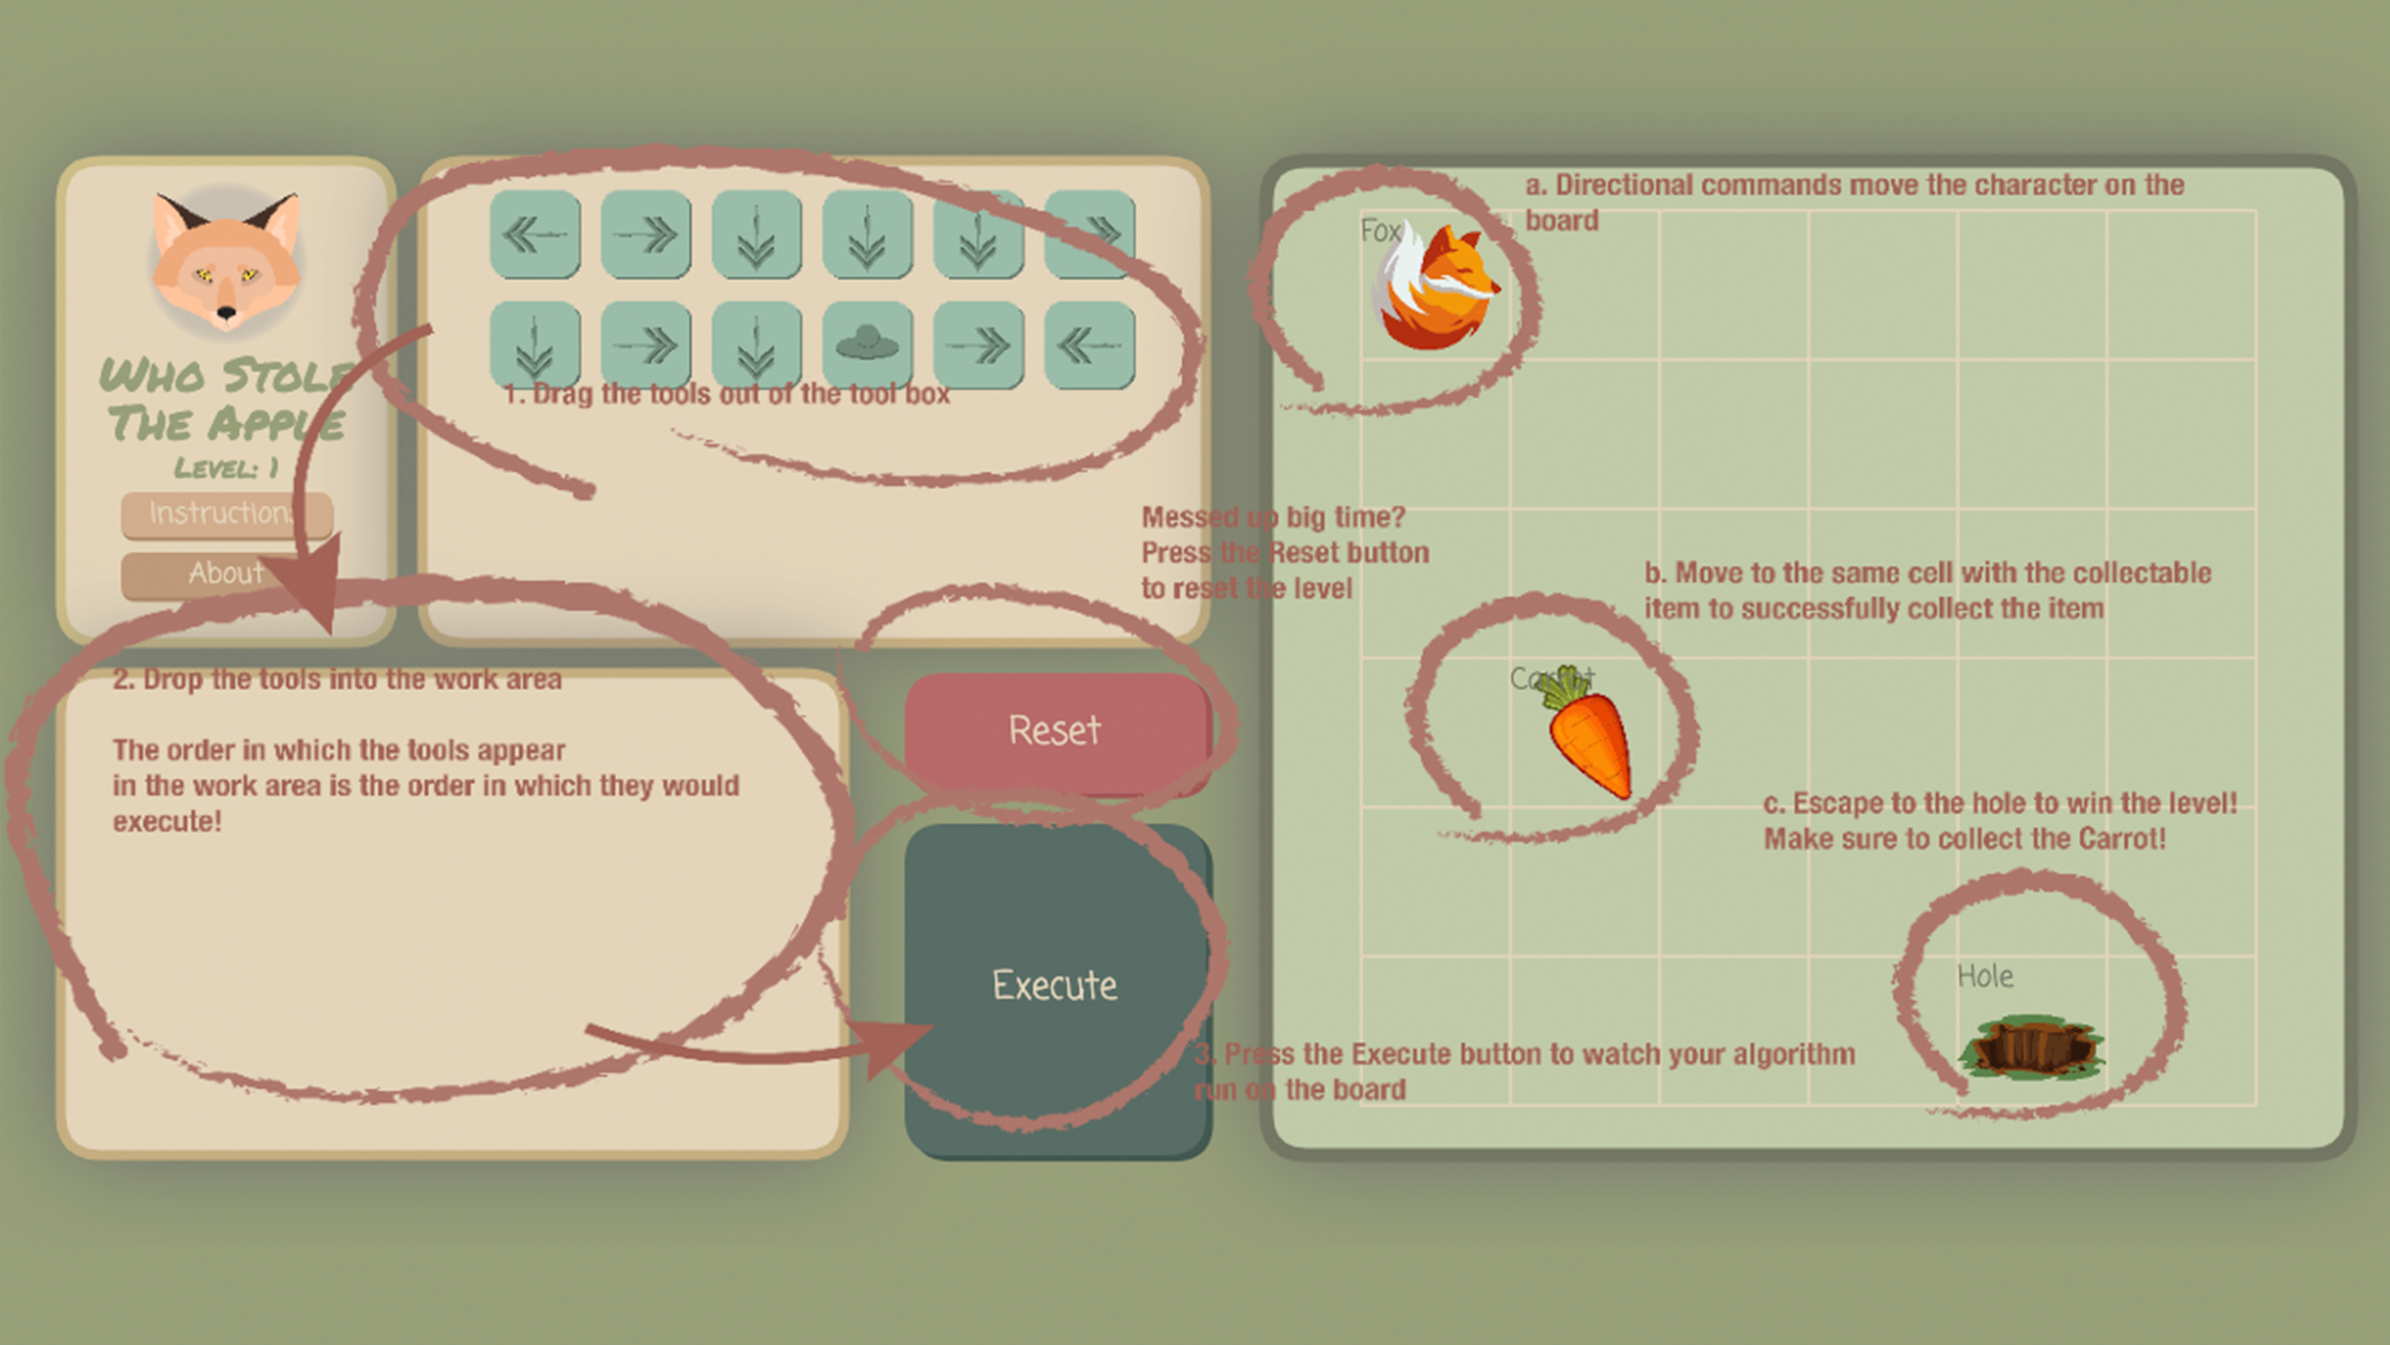 Who Stole
The Apple
Level: 1
Instructions
About
1. Drag the tools out of the tool box
2. Drop the tools into the work area
The order in which the tools appear
in the work area is the order in which they would
execute!
Messed up big time?
Press the Reset button
to reset the level
Reset
Execute
3. Press the Execute button to watch your algorithm
run on the board
a. Directional commands move the character on the
board
Fox
b. Move to the same cell with the collectable
item to successfully collect the item
Carrot
c. Escape to the hole to win the level!
Make sure to collect the Carrot!
Hole